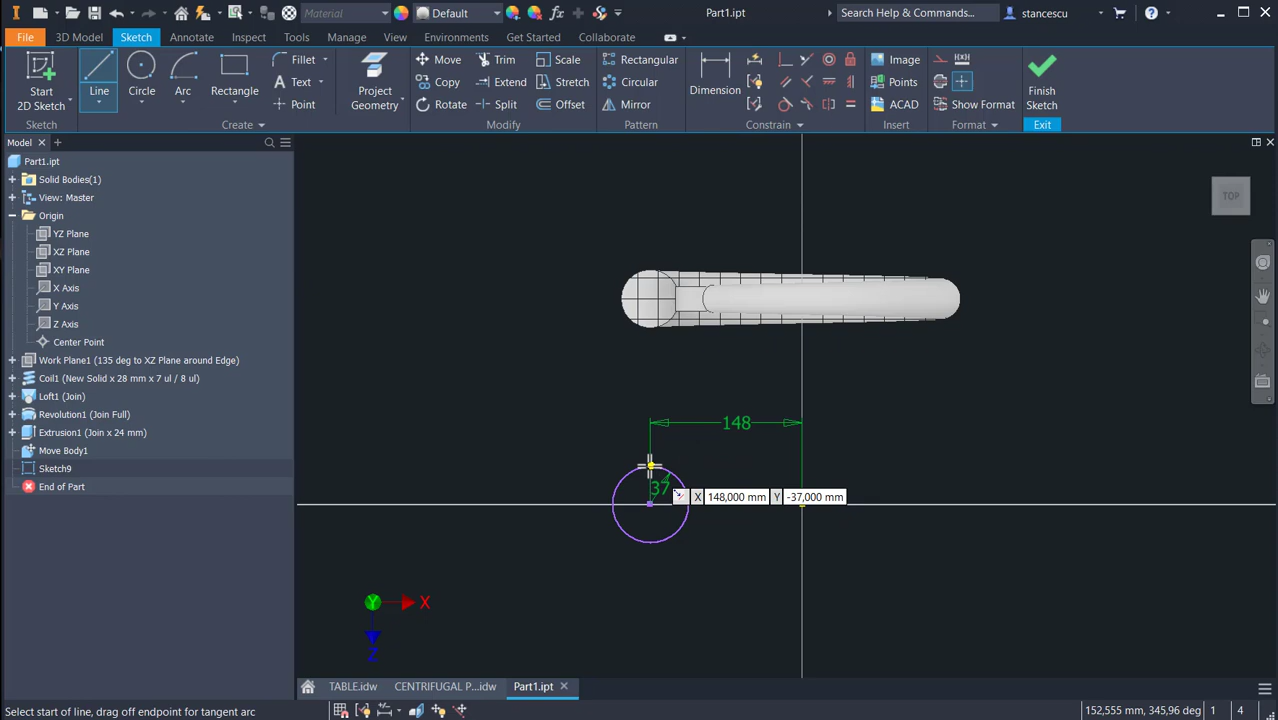 Material
Default
Part1.ipt
Search Help & Commands...
stancescu
File
3D Model
Sketch
Annotate
Inspect
Tools
Manage
View
Environments
Get Started
Collaborate
Start
2D Sketch
Line
Circle
Arc
Rectangle
Fillet
Text
Point
Project
Geometry
Move
Copy
Rotate
Trim
Extend
Split
Scale
Stretch
Offset
Rectangular
Circular
Mirror
Dimension
Image
Points
ACAD
Show Format
Finish
Sketch
Sketch
Create
Modify
Pattern
Constrain
Insert
Format
Exit
Model
Part1.ipt
Solid Bodies(1)
View: Master
Origin
YZ Plane
XZ Plane
XY Plane
X Axis
Y Axis
Z Axis
Center Point
Work Plane1 (135 deg to XZ Plane around Edge)
Coil1 (New Solid x 28 mm x 7 ul / 8 ul)
Loft1 (Join)
Revolution1 (Join Full)
Extrusion1 (Join x 24 mm)
Move Body1
Sketch9
End of Part
TOP
148
37
X 148,000 mm Y -37,000 mm
Y X
Z
TABLE.idw
CENTRIFUGAL P...idw
Part1.ipt
Select start of line, drag off endpoint for tangent arc
152,555 mm, 345,96 deg 1 4